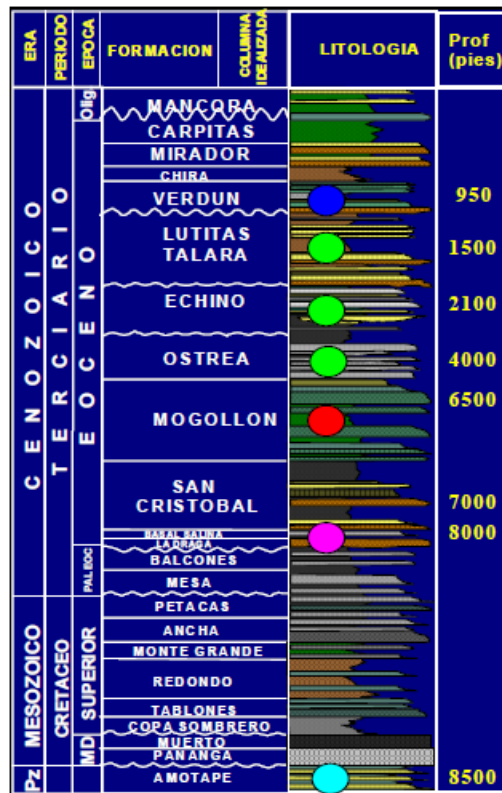 ERA
PERIODO
EPOCA
FORMACION
COLUMNA
IDEALIZADA
LITOLOGIA
Prof
(pies)
CENOZOICO
TERCIARIO
Olig
EOCENO
PALEOC
MESOZOICO
CRETACEO
SUPERIOR
MD
Pz
MANCORA
CARPITAS
MIRADOR
CHIRA
VERDUN
LUTITAS
TALARA
ECHINO
OSTREA
MOGOLLON
SAN
CRISTOBAL
BASAL SALINA
LA DRAGA
BALCONES
MESA
PETACAS
ANCHA
MONTE GRANDE
REDONDO
TABLONES
COPA SOMBRERO
MUERTO
PANANGA
AMOTAPE
950
1500
2100
4000
6500
7000
8000
8500